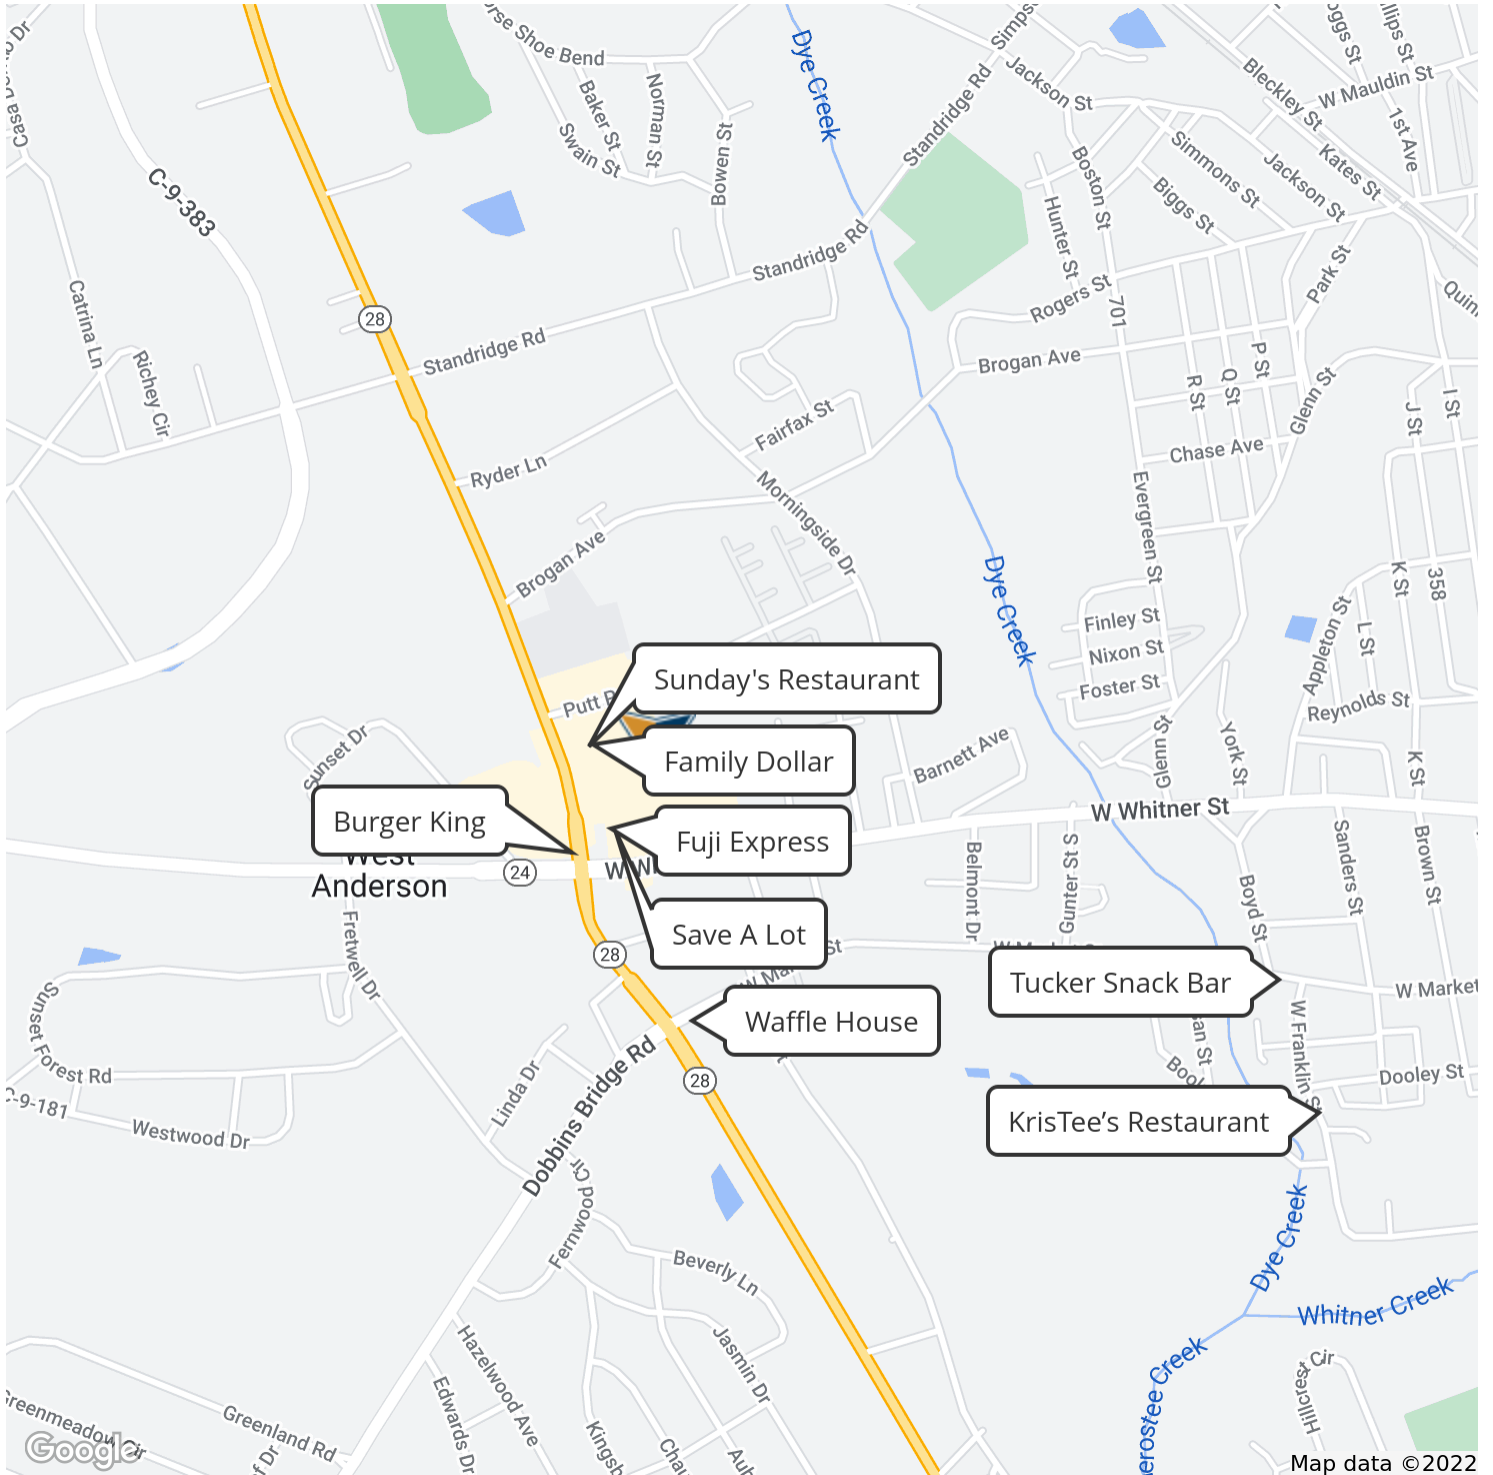 Horse Shoe Bend
Dye Creek
Simpson
Standridge Rd
Jackson St
Bleckley St
W Mauldin St
1st Ave
Baker St
Norman St
Swain St
Bowen St
C-9-383
Boston St
Simmons St
Jackson St
Kates St
Biggs St
Hunter St
Standridge Rd
Park St
Catrina Ln
Richey Cir
28
Standridge Rd
Rogers St
701
Brogan Ave
P St
Q St
R St
Glenn St
J St
I St
Fairfax St
Chase Ave
Ryder Ln
Morningside Dr
Evergreen St
Brogan Ave
Dye Creek
K St
358
Finley St
Nixon St
Foster St
Appleton St
L St
Reynolds St
Sunday's Restaurant
Putt
Family Dollar
Sunset Dr
Barnett Ave
Glenn St
York St
K St
Burger King
Fuji Express
W Whitner St
West
Anderson
24
Belmont Dr
Gunter St S
Sanders St
Brown St
Boyd St
Save A Lot
Fretwell Dr
28
Tucker Snack Bar
W Market
Waffle House
Sunset Forest Rd
C-9-181
Westwood Dr
Linda Dr
Dobbins Bridge Rd
28
W Franklin St
Dooley St
KrisTee’s Restaurant
Fernwood Cir
Beverly Ln
Dye Creek
Whitner Creek
Hazelwood Ave
Jasmin Dr
Hillcrest Cir
Edwards Dr
Greenmeadow Cir
Greenland Rd
Google
Map data ©2022